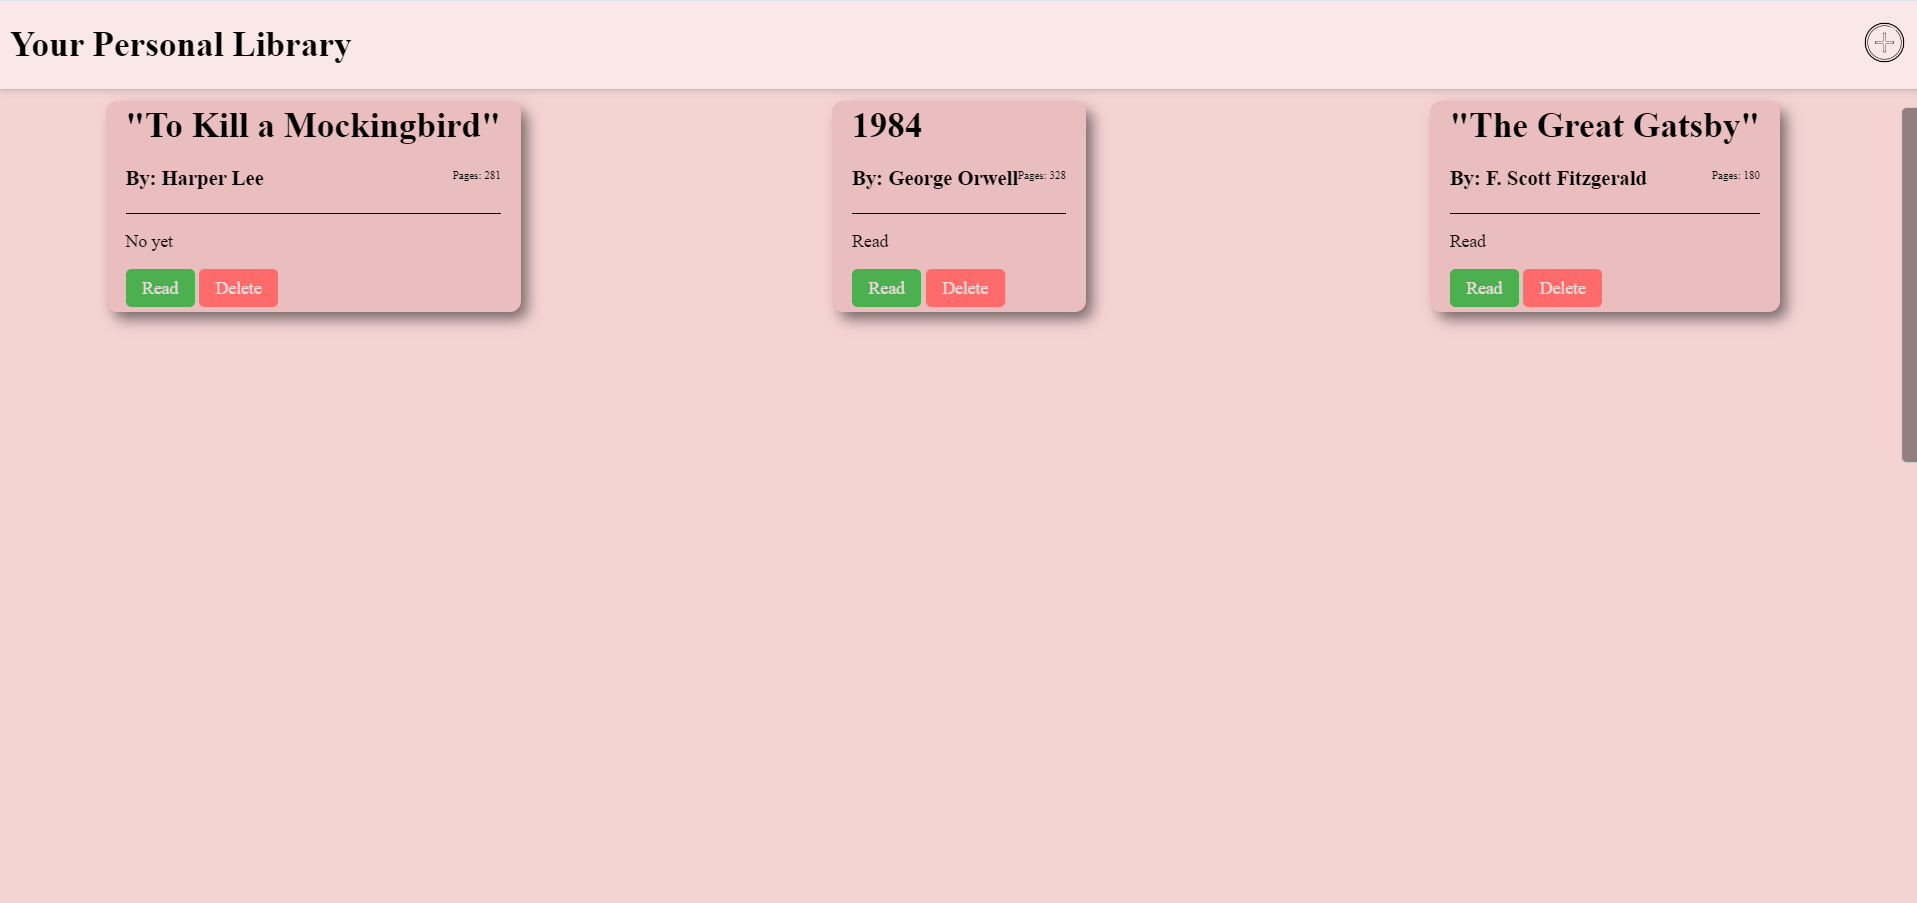 Your Personal Library
"To Kill a Mockingbird"
By: Harper Lee
Pages: 281
No yet
Read
Delete
1984
By: George Orwell
Pages: 328
Read
Read
Delete
"The Great Gatsby"
By: F. Scott Fitzgerald
Pages: 180
Read
Read
Delete